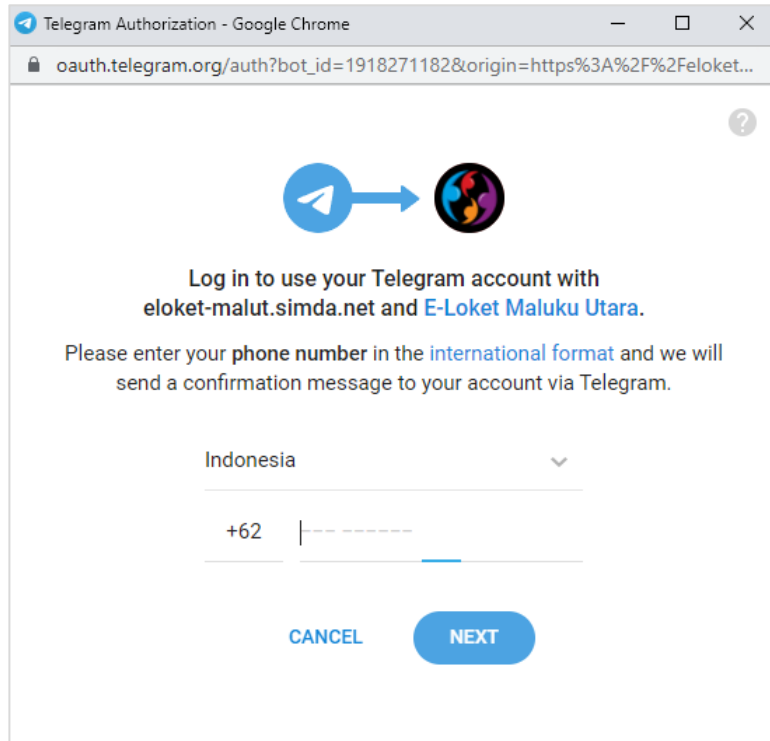 Telegram Authorization - Google Chrome
oauth.telegram.org/auth?bot_id=1918271182&origin=https%3A%2F%2Feloket...
?
Log in to use your Telegram account with
eloket-malut.simda.net and E-Loket Maluku Utara.
Please enter your phone number in the international format and we will
send a confirmation message to your account via Telegram.
Indonesia
+62 --- ------
CANCEL NEXT